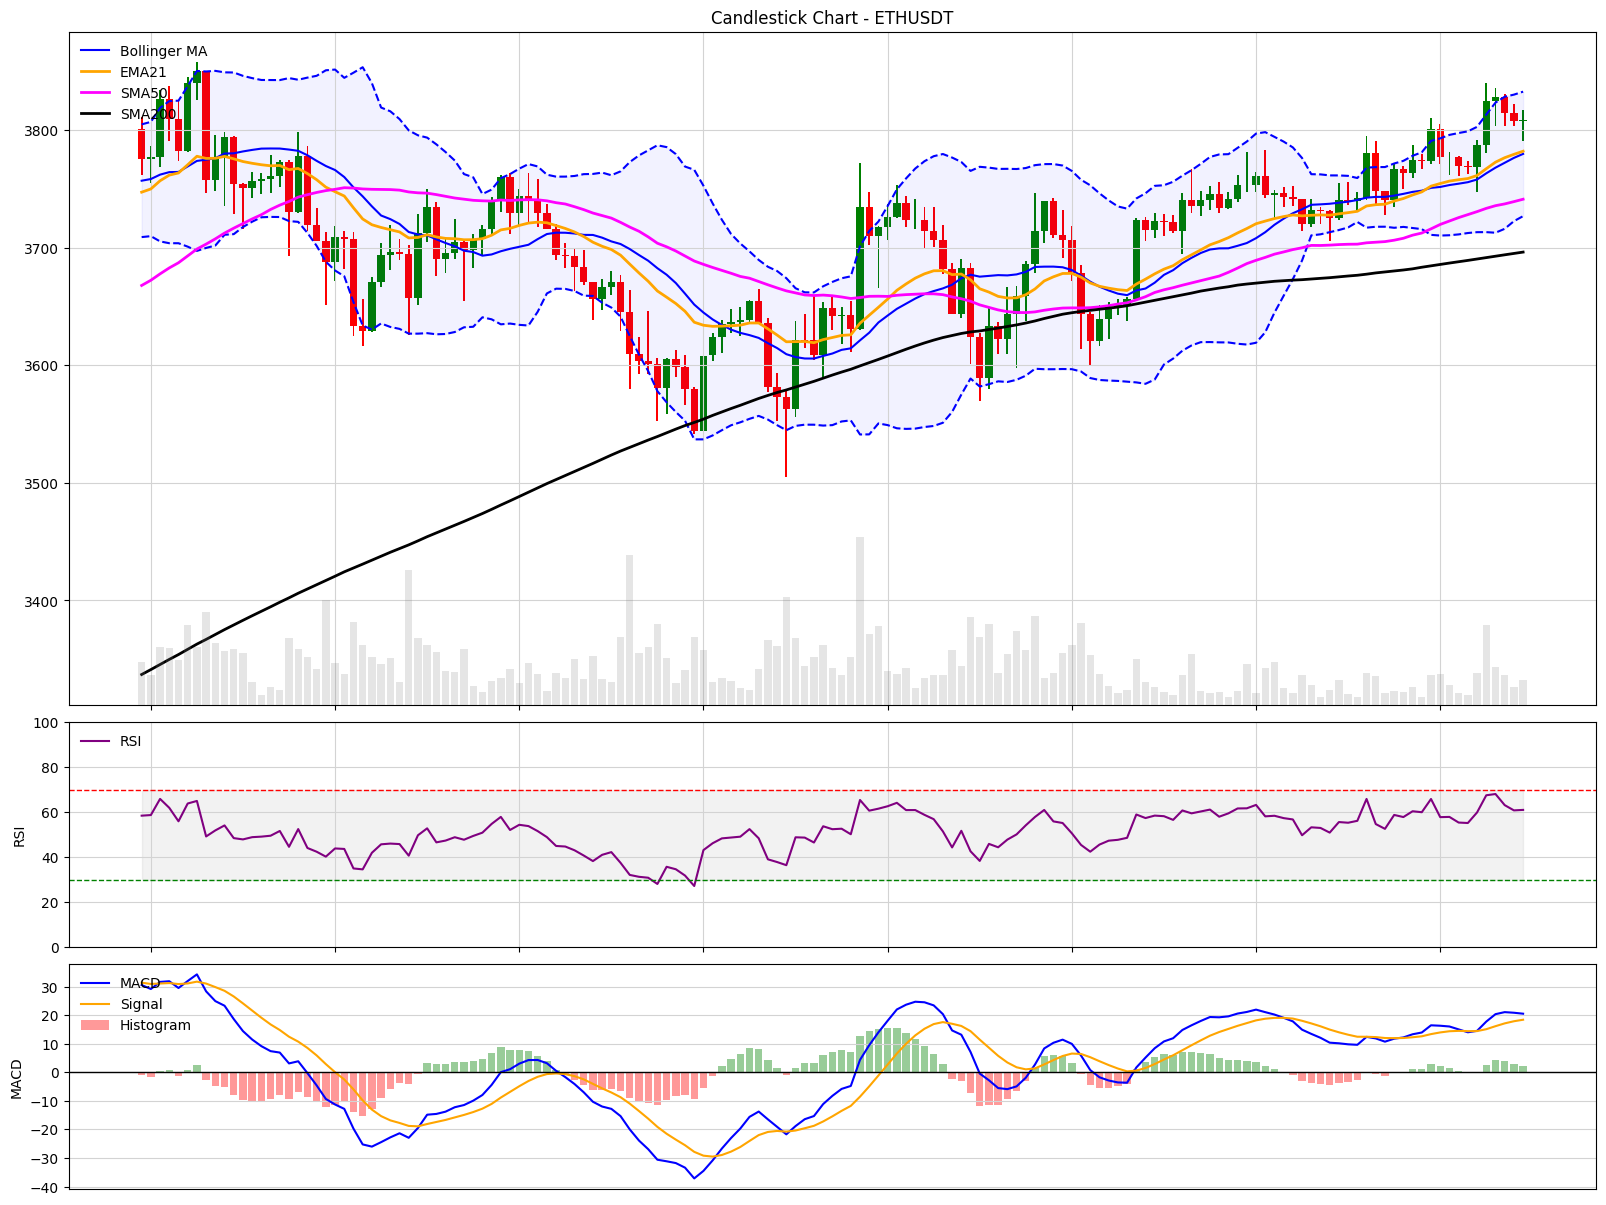 Candlestick Chart - ETHUSDT
Bollinger MA
EMA21
SMA50
SMA200
3800
3700
3600
3500
3400
100
80
60
40
20
0
RSI
RSI
30
20
10
0
−10
−20
−30
−40
MACD
MACD
Signal
Histogram